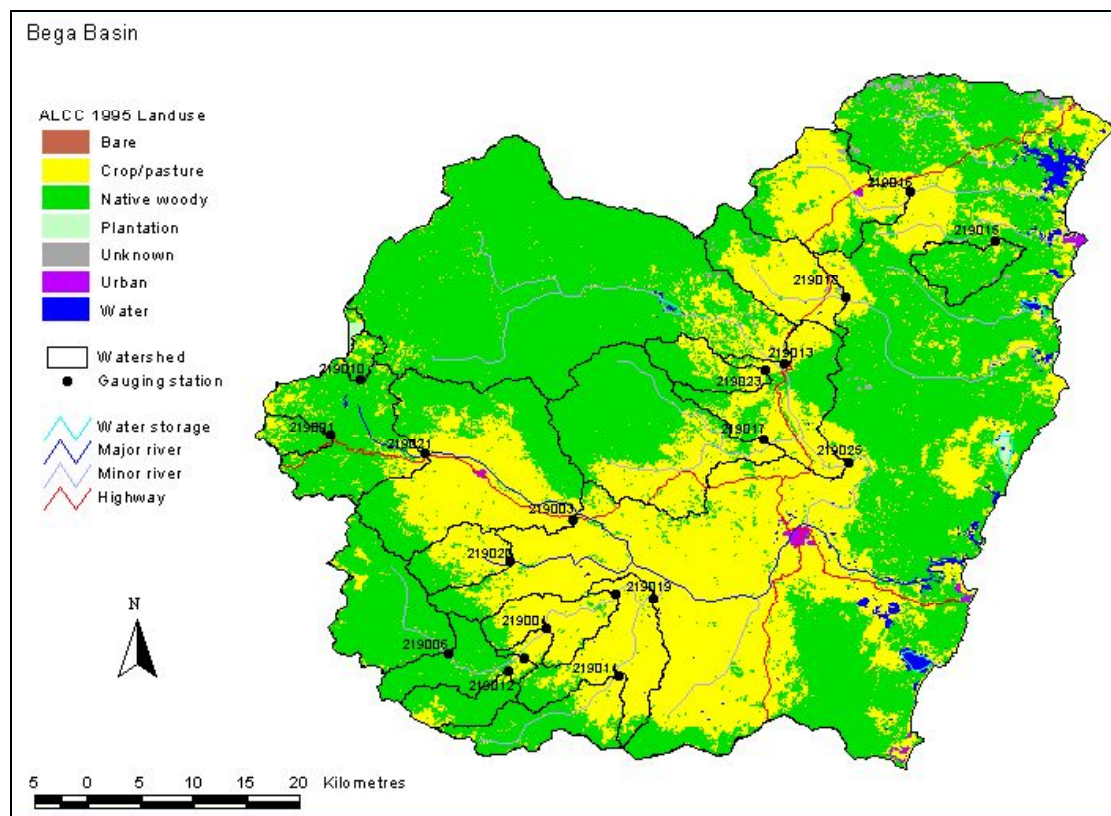 Bega Basin
ALCC 1995 Landuse
Bare
Crop/pasture
Native woody
Plantation
Unknown
Urban
Water
Watershed
Gauging station
Water storage
Major river
Minor river
Highway
N
5 0 5 10 15 20 Kilometres
219016
219015
219018
219013
219023
219010
219001
219021
219017
219025
219003
219020
219019
219006
219012